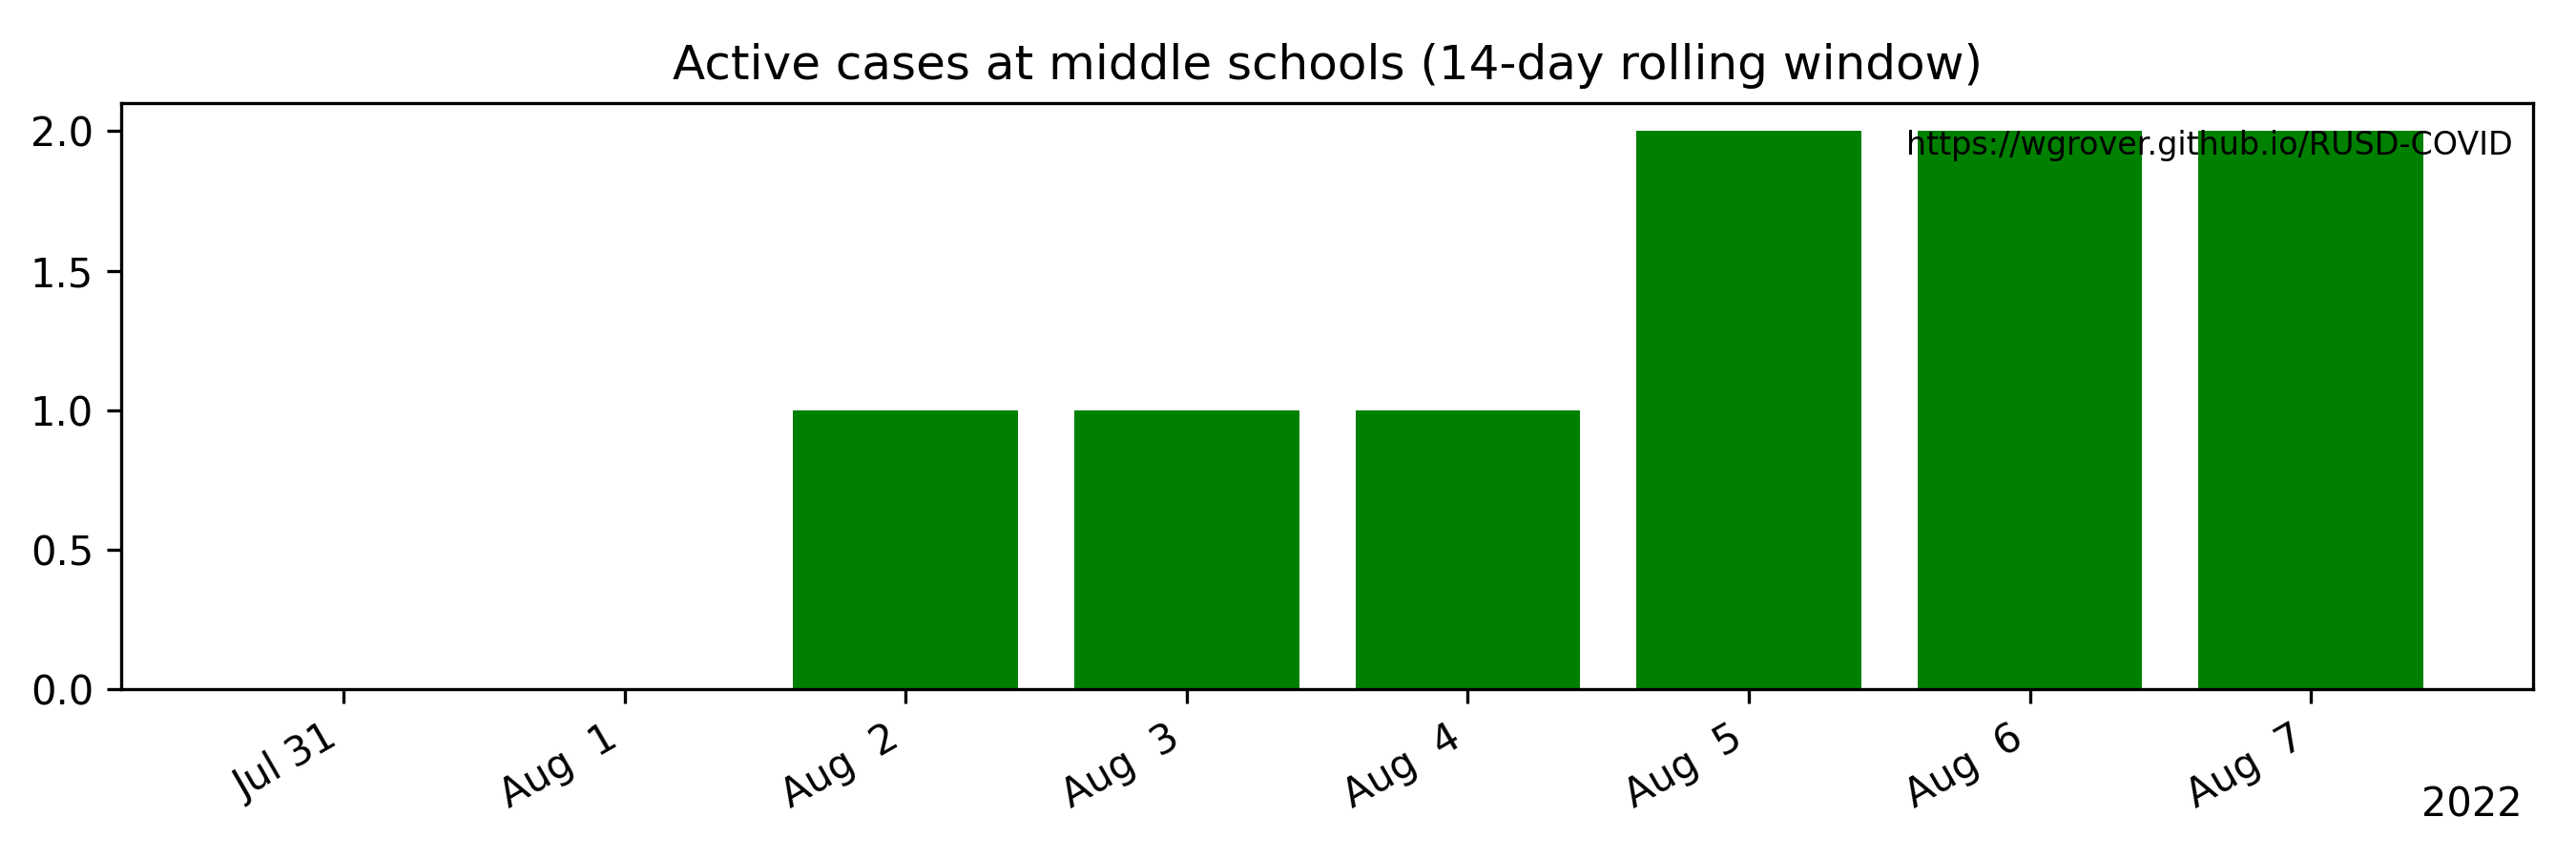 Active cases at middle schools (14-day rolling window)
https://wgrover.github.io/RUSD-COVID
2.0
1.5
1.0
0.5
0.0
Jul 31
Aug 1
Aug 2
Aug 3
Aug 4
Aug 5
Aug 6
Aug 7
2022